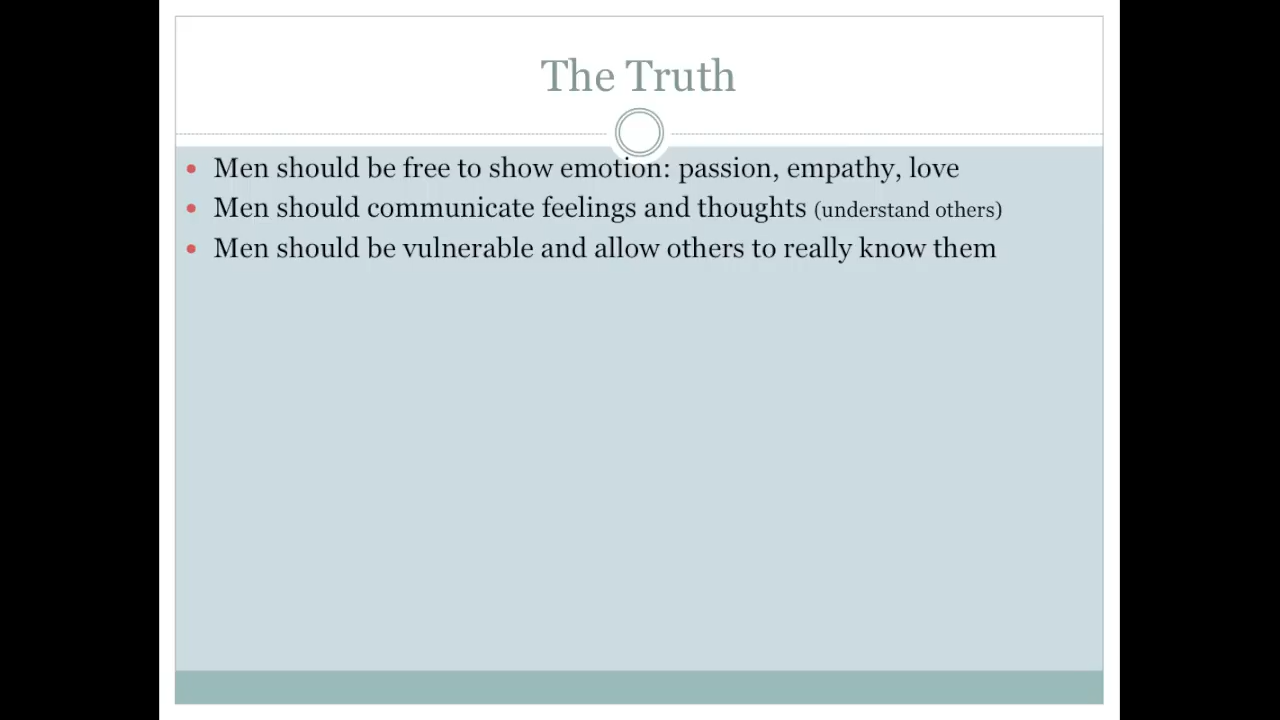 The Truth
Men should be free to show emotion: passion, empathy, love
Men should communicate feelings and thoughts (understand others)
Men should be vulnerable and allow others to really know them